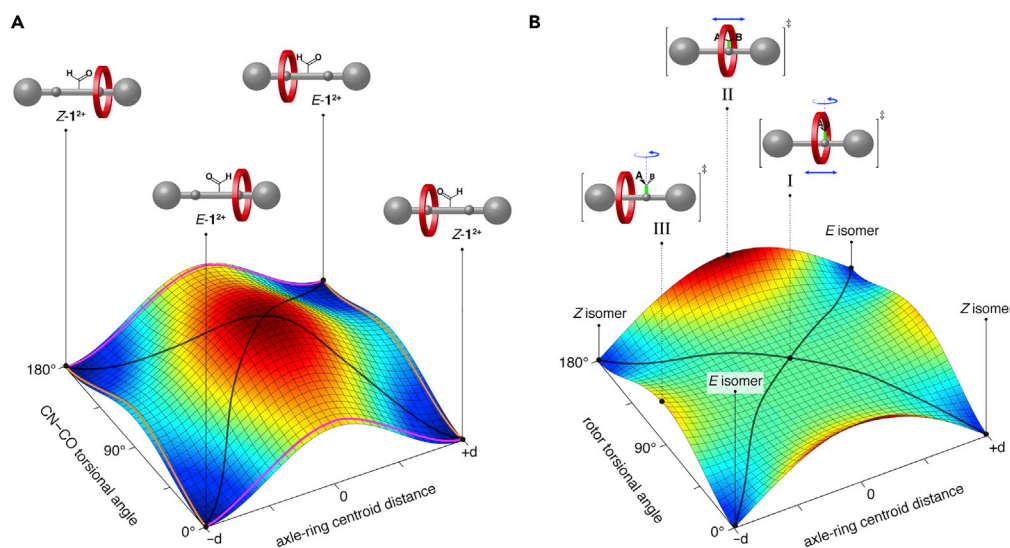 A
H
O
Z-1²⁺
H
O
E-1²⁺
O
H
E-1²⁺
O
H
Z-1²⁺
180°
90°
0°
CN–CO torsional angle
−d
0
+d
axle-ring centroid distance
B
A B
‡
II
A B
‡
I
A B
‡
III
E isomer
Z isomer
Z isomer
E isomer
180°
90°
0°
rotor torsional angle
−d
0
+d
axle-ring centroid distance